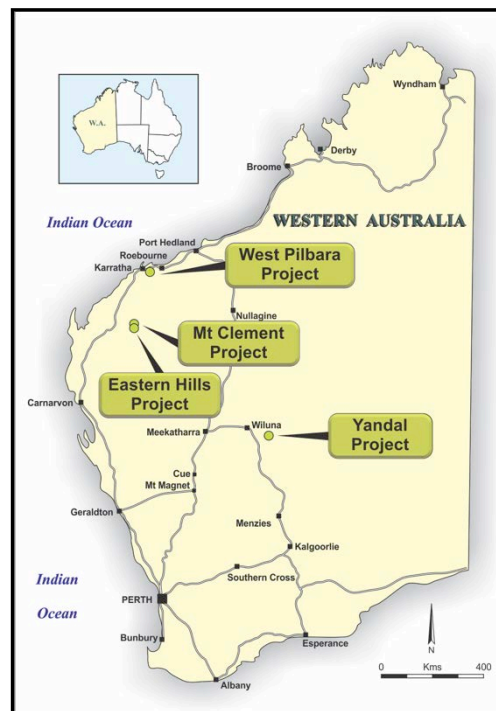 Wyndham
W.A.
Derby
Broome
Indian Ocean
WESTERN AUSTRALIA
Port Hedland
Roebourne
Karratha
West Pilbara
Project
Nullagine
Mt Clement
Project
Eastern Hills
Project
Carnarvon
Meekatharra
Wiluna
Yandal
Project
Cue
Mt Magnet
Geraldton
Menzies
Kalgoorlie
Southern Cross
Indian
Ocean
PERTH
Bunbury
Esperance
Albany
N
0 Kms 400